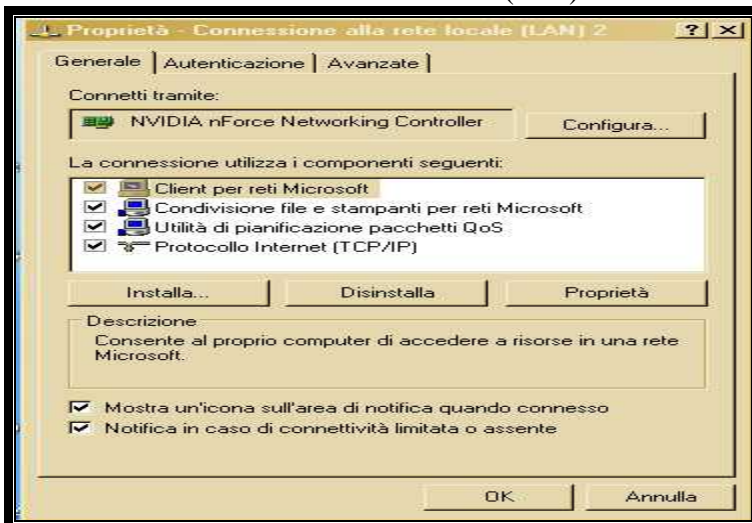 Proprietà - Connessione alla rete locale (LAN) 2
Generale Autenticazione Avanzate
Connetti tramite:
NVIDIA nForce Networking Controller Configura...
La connessione utilizza i componenti seguenti:
Client per reti Microsoft
Condivisione file e stampanti per reti Microsoft
Utilità di pianificazione pacchetti QoS
Protocollo Internet (TCP/IP)
Installa... Disinstalla Proprietà
Descrizione
Consente al proprio computer di accedere a risorse in una rete
Microsoft.
Mostra un'icona sull'area di notifica quando connesso
Notifica in caso di connettività limitata o assente
OK Annulla